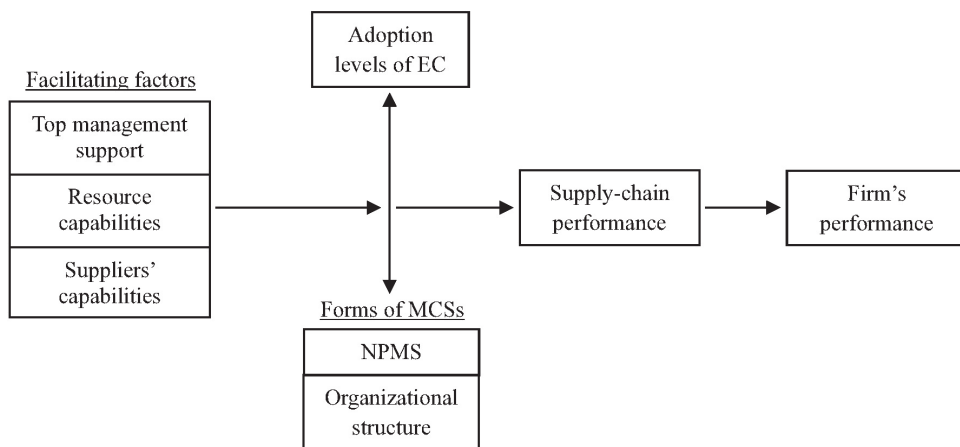 Adoption
levels of EC
Facilitating factors
Top management
support
Resource
capabilities
Suppliers’
capabilities
Supply-chain
performance
Firm’s
performance
Forms of MCSs
NPMS
Organizational
structure